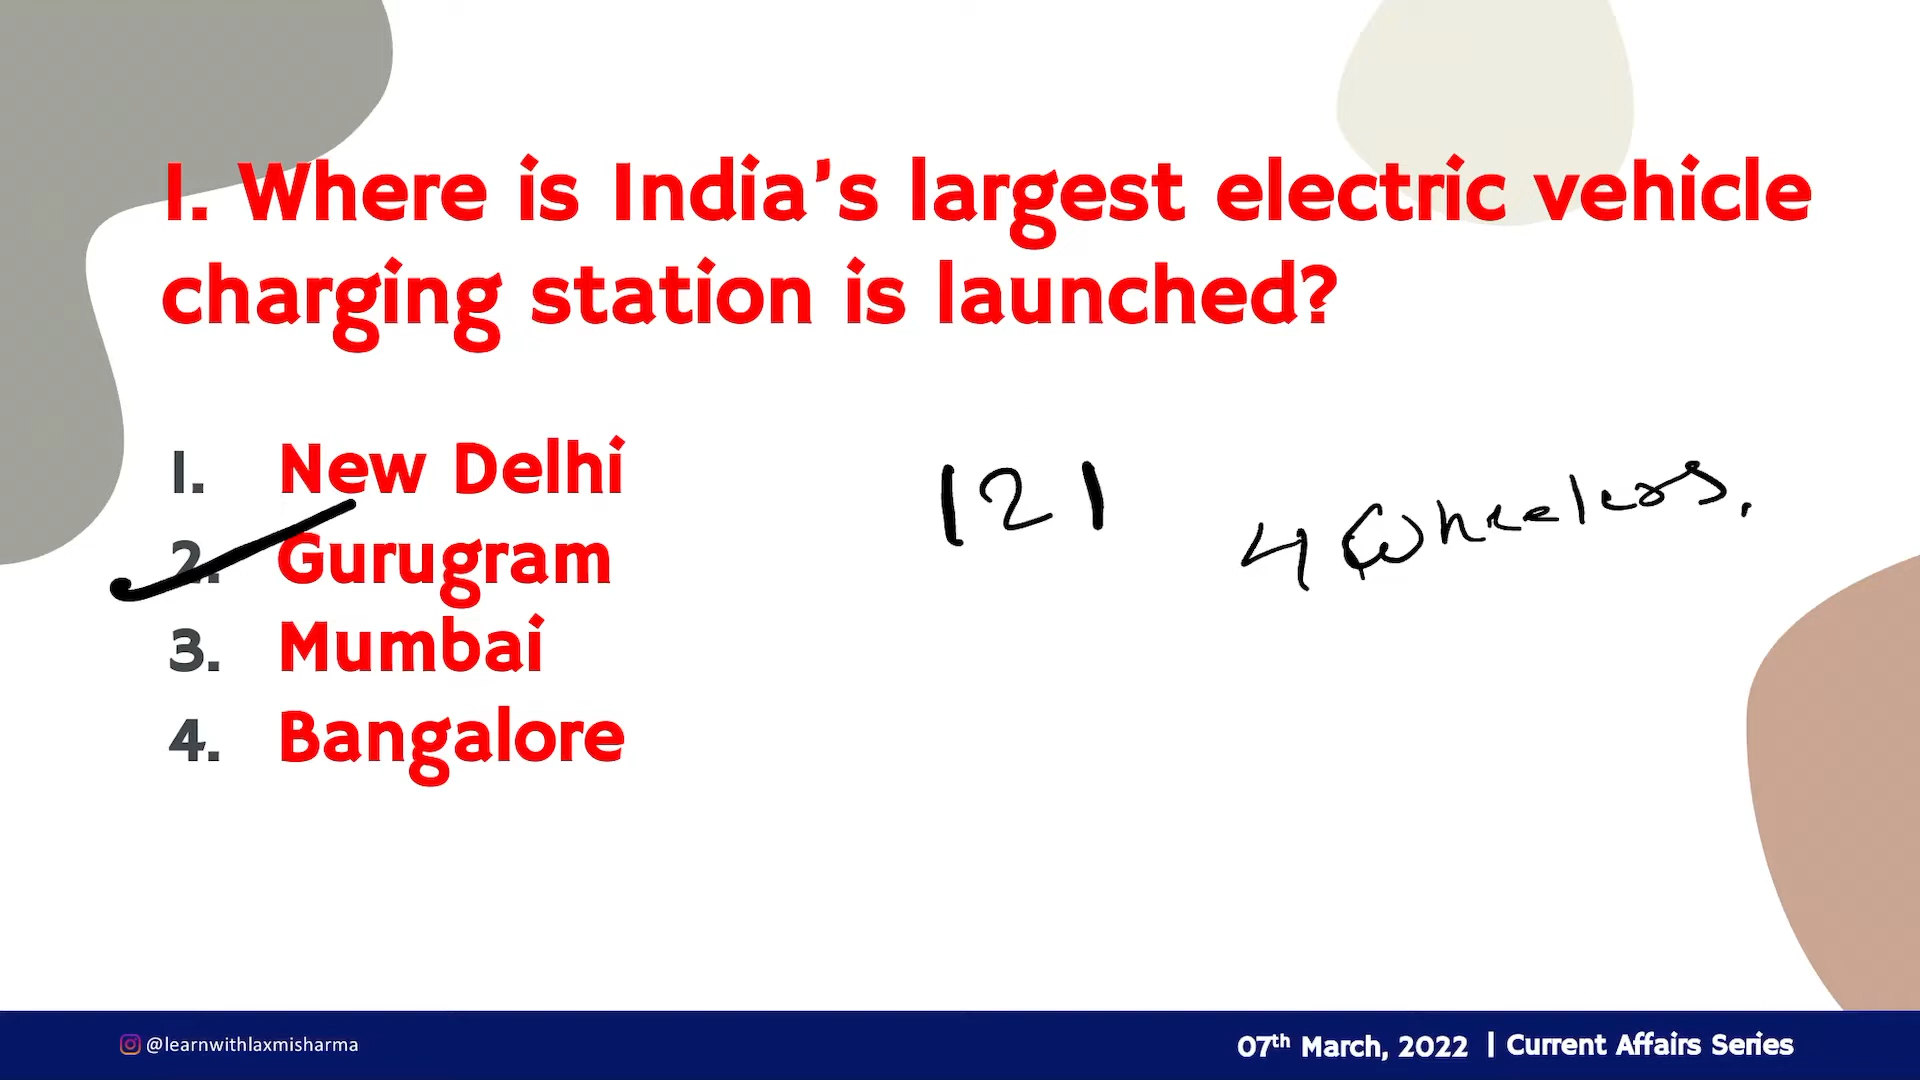 1. Where is India's largest electric vehicle
charging station is launched?
1. New Delhi
2. Gurugram
3. Mumbai
4. Bangalore
121
4 Wheelers.
@learnwithlaxmisharma
07th March, 2022 | Current Affairs Series